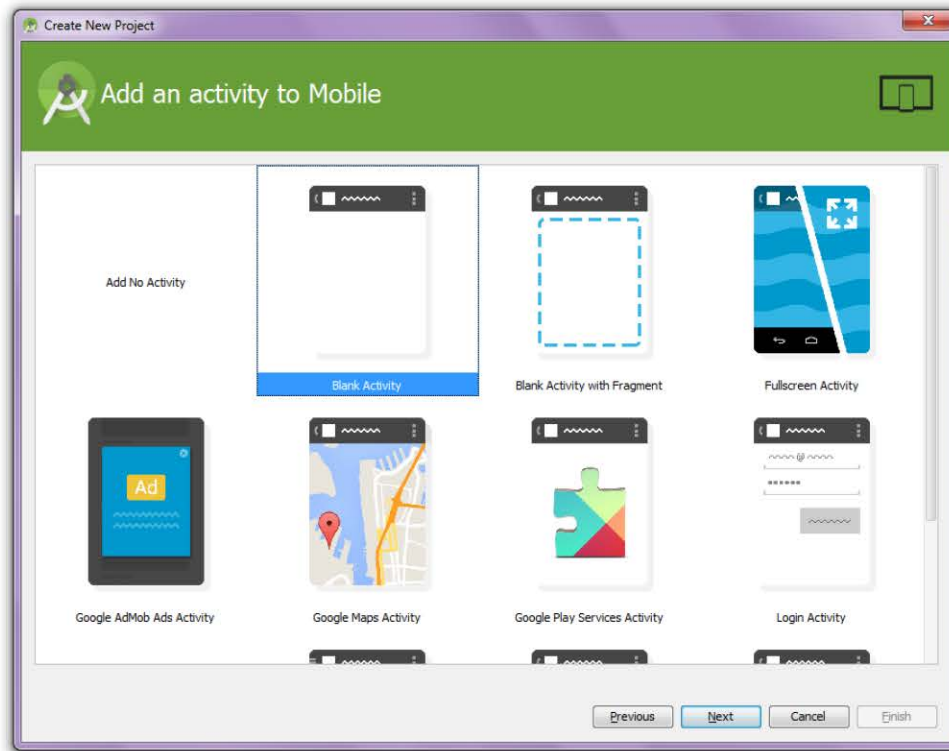 Create New Project
Add an activity to Mobile
Add No Activity
Blank Activity
Blank Activity with Fragment
Fullscreen Activity
Ad
@
Google AdMob Ads Activity
Google Maps Activity
Google Play Services Activity
Login Activity
Previous
Next
Cancel
Finish